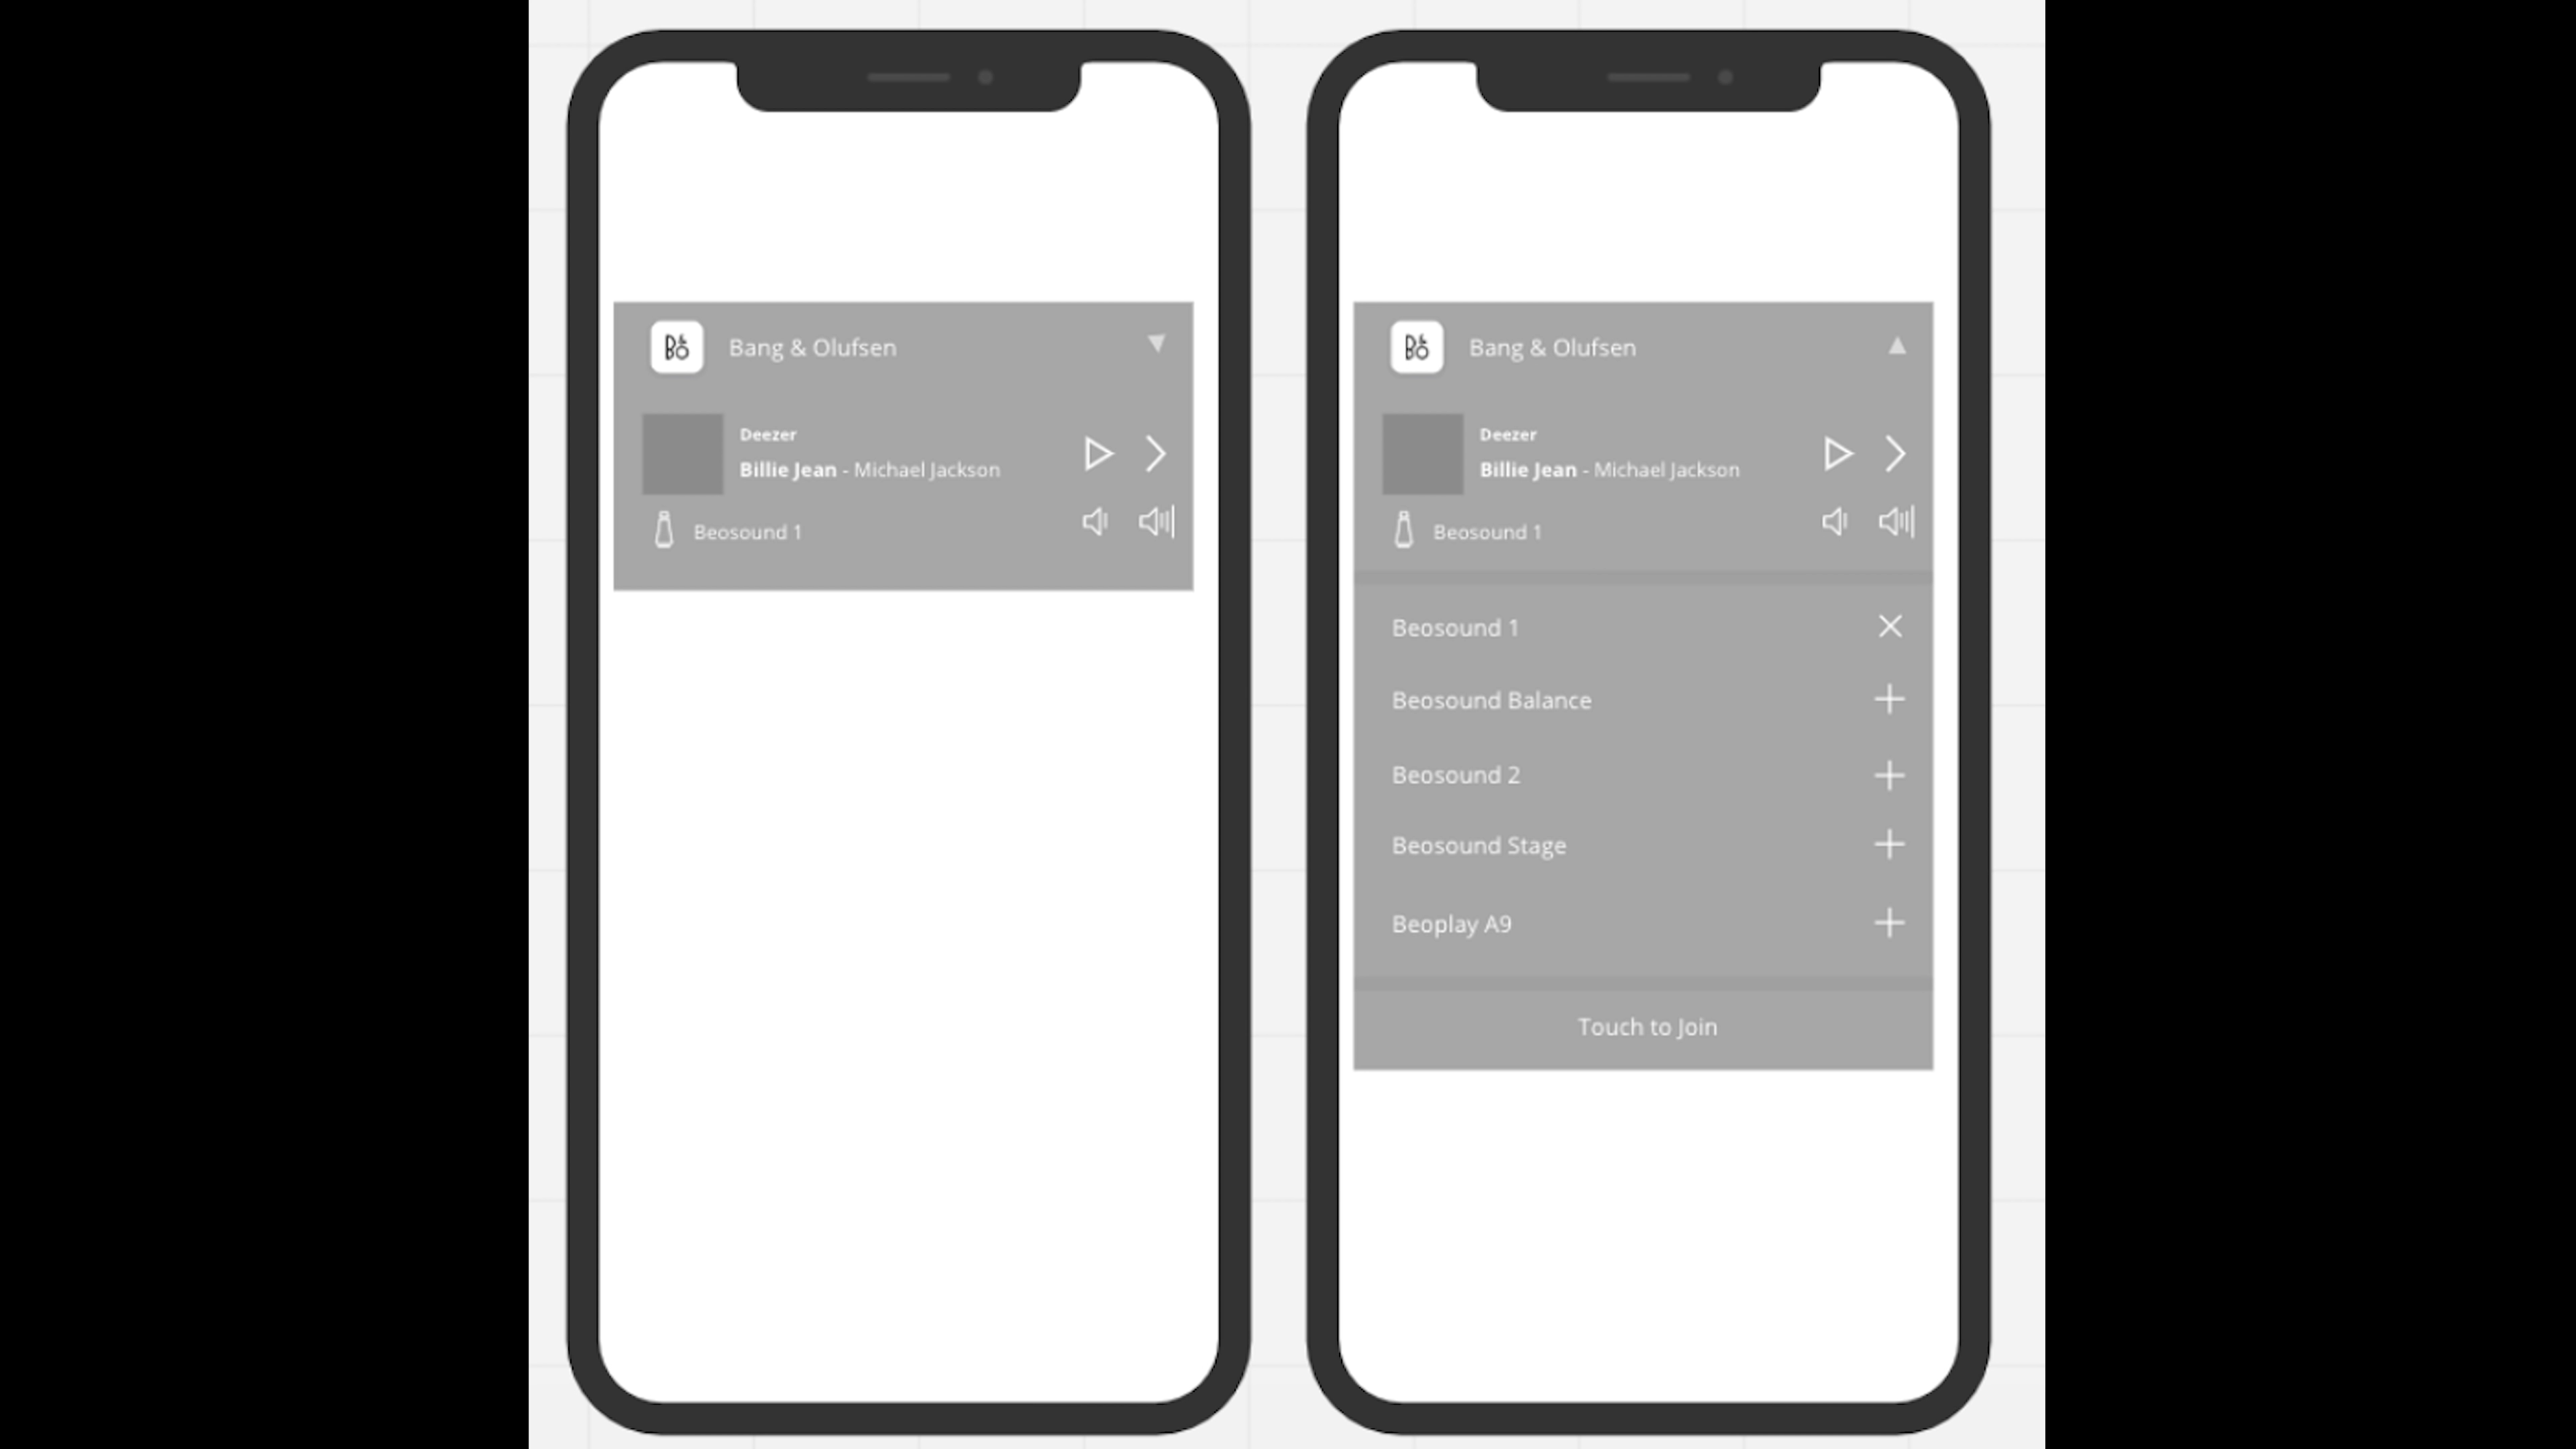 B&O
Bang & Olufsen
Deezer
Billie Jean - Michael Jackson
Beosound 1
B&O
Bang & Olufsen
Deezer
Billie Jean - Michael Jackson
Beosound 1
Beosound 1
Beosound Balance
Beosound 2
Beosound Stage
Beoplay A9
Touch to Join